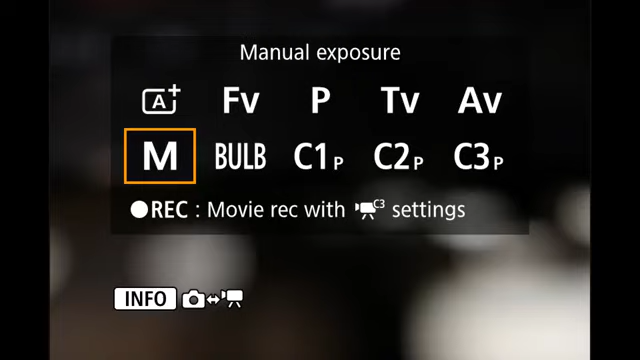 Manual exposure
A+ Fv P Tv Av
M BULB C1P C2P C3P
●REC : Movie rec with C3 settings
INFO